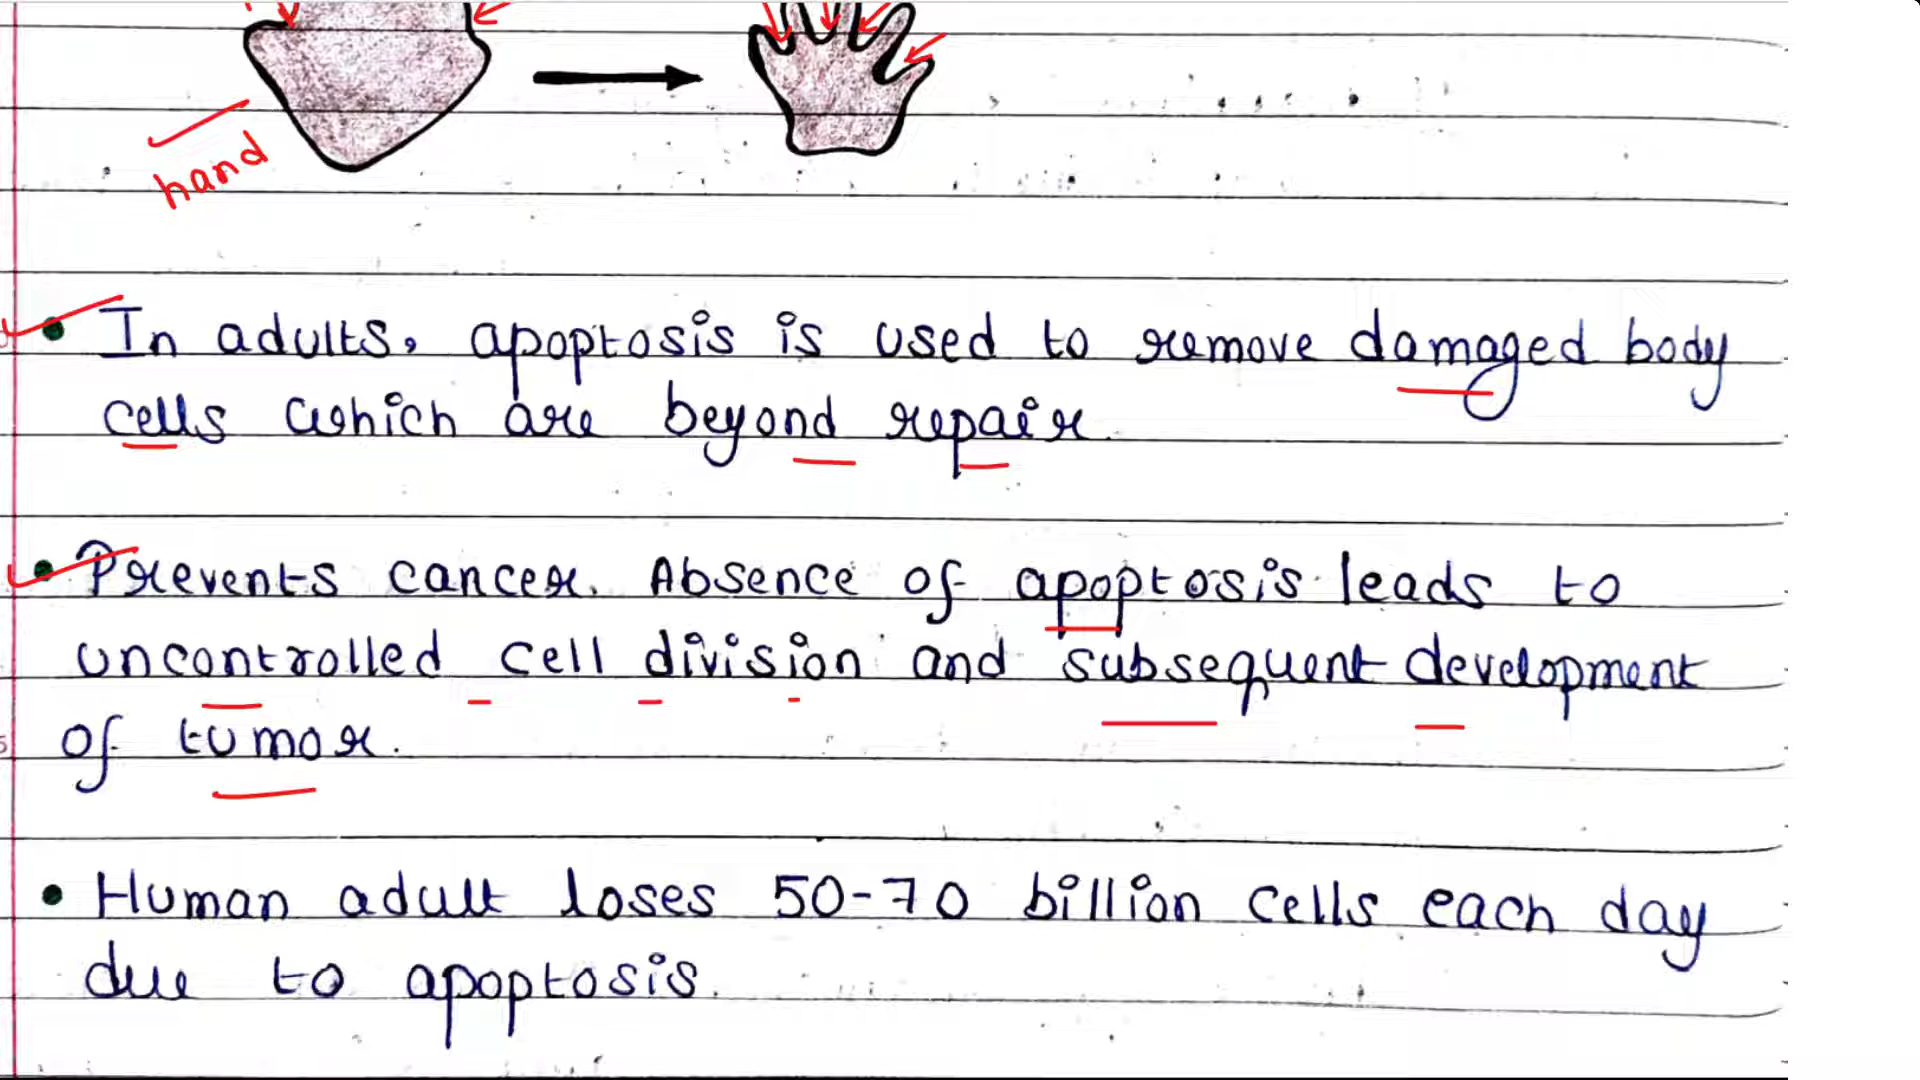 hand
• In adults, apoptosis is used to remove damaged body
cells which are beyond repair.
• Prevents cancer. Absence of apoptosis leads to
uncontrolled cell division and subsequent development
of tumor.
• Human adult loses 50-70 billion cells each day
due to apoptosis.